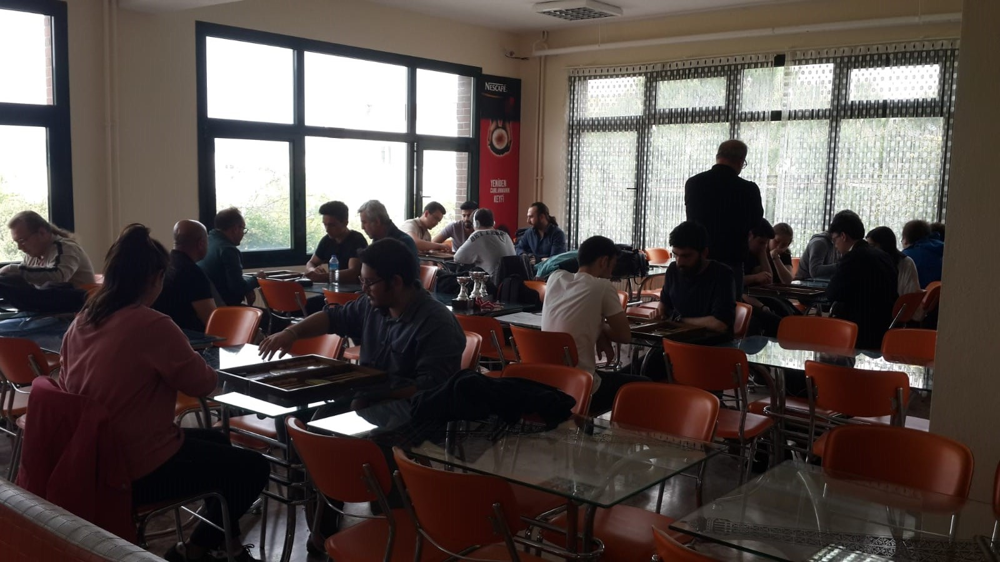 NESCAFÉ.
YENİDEN
CANLANMANIN
KEYFİ